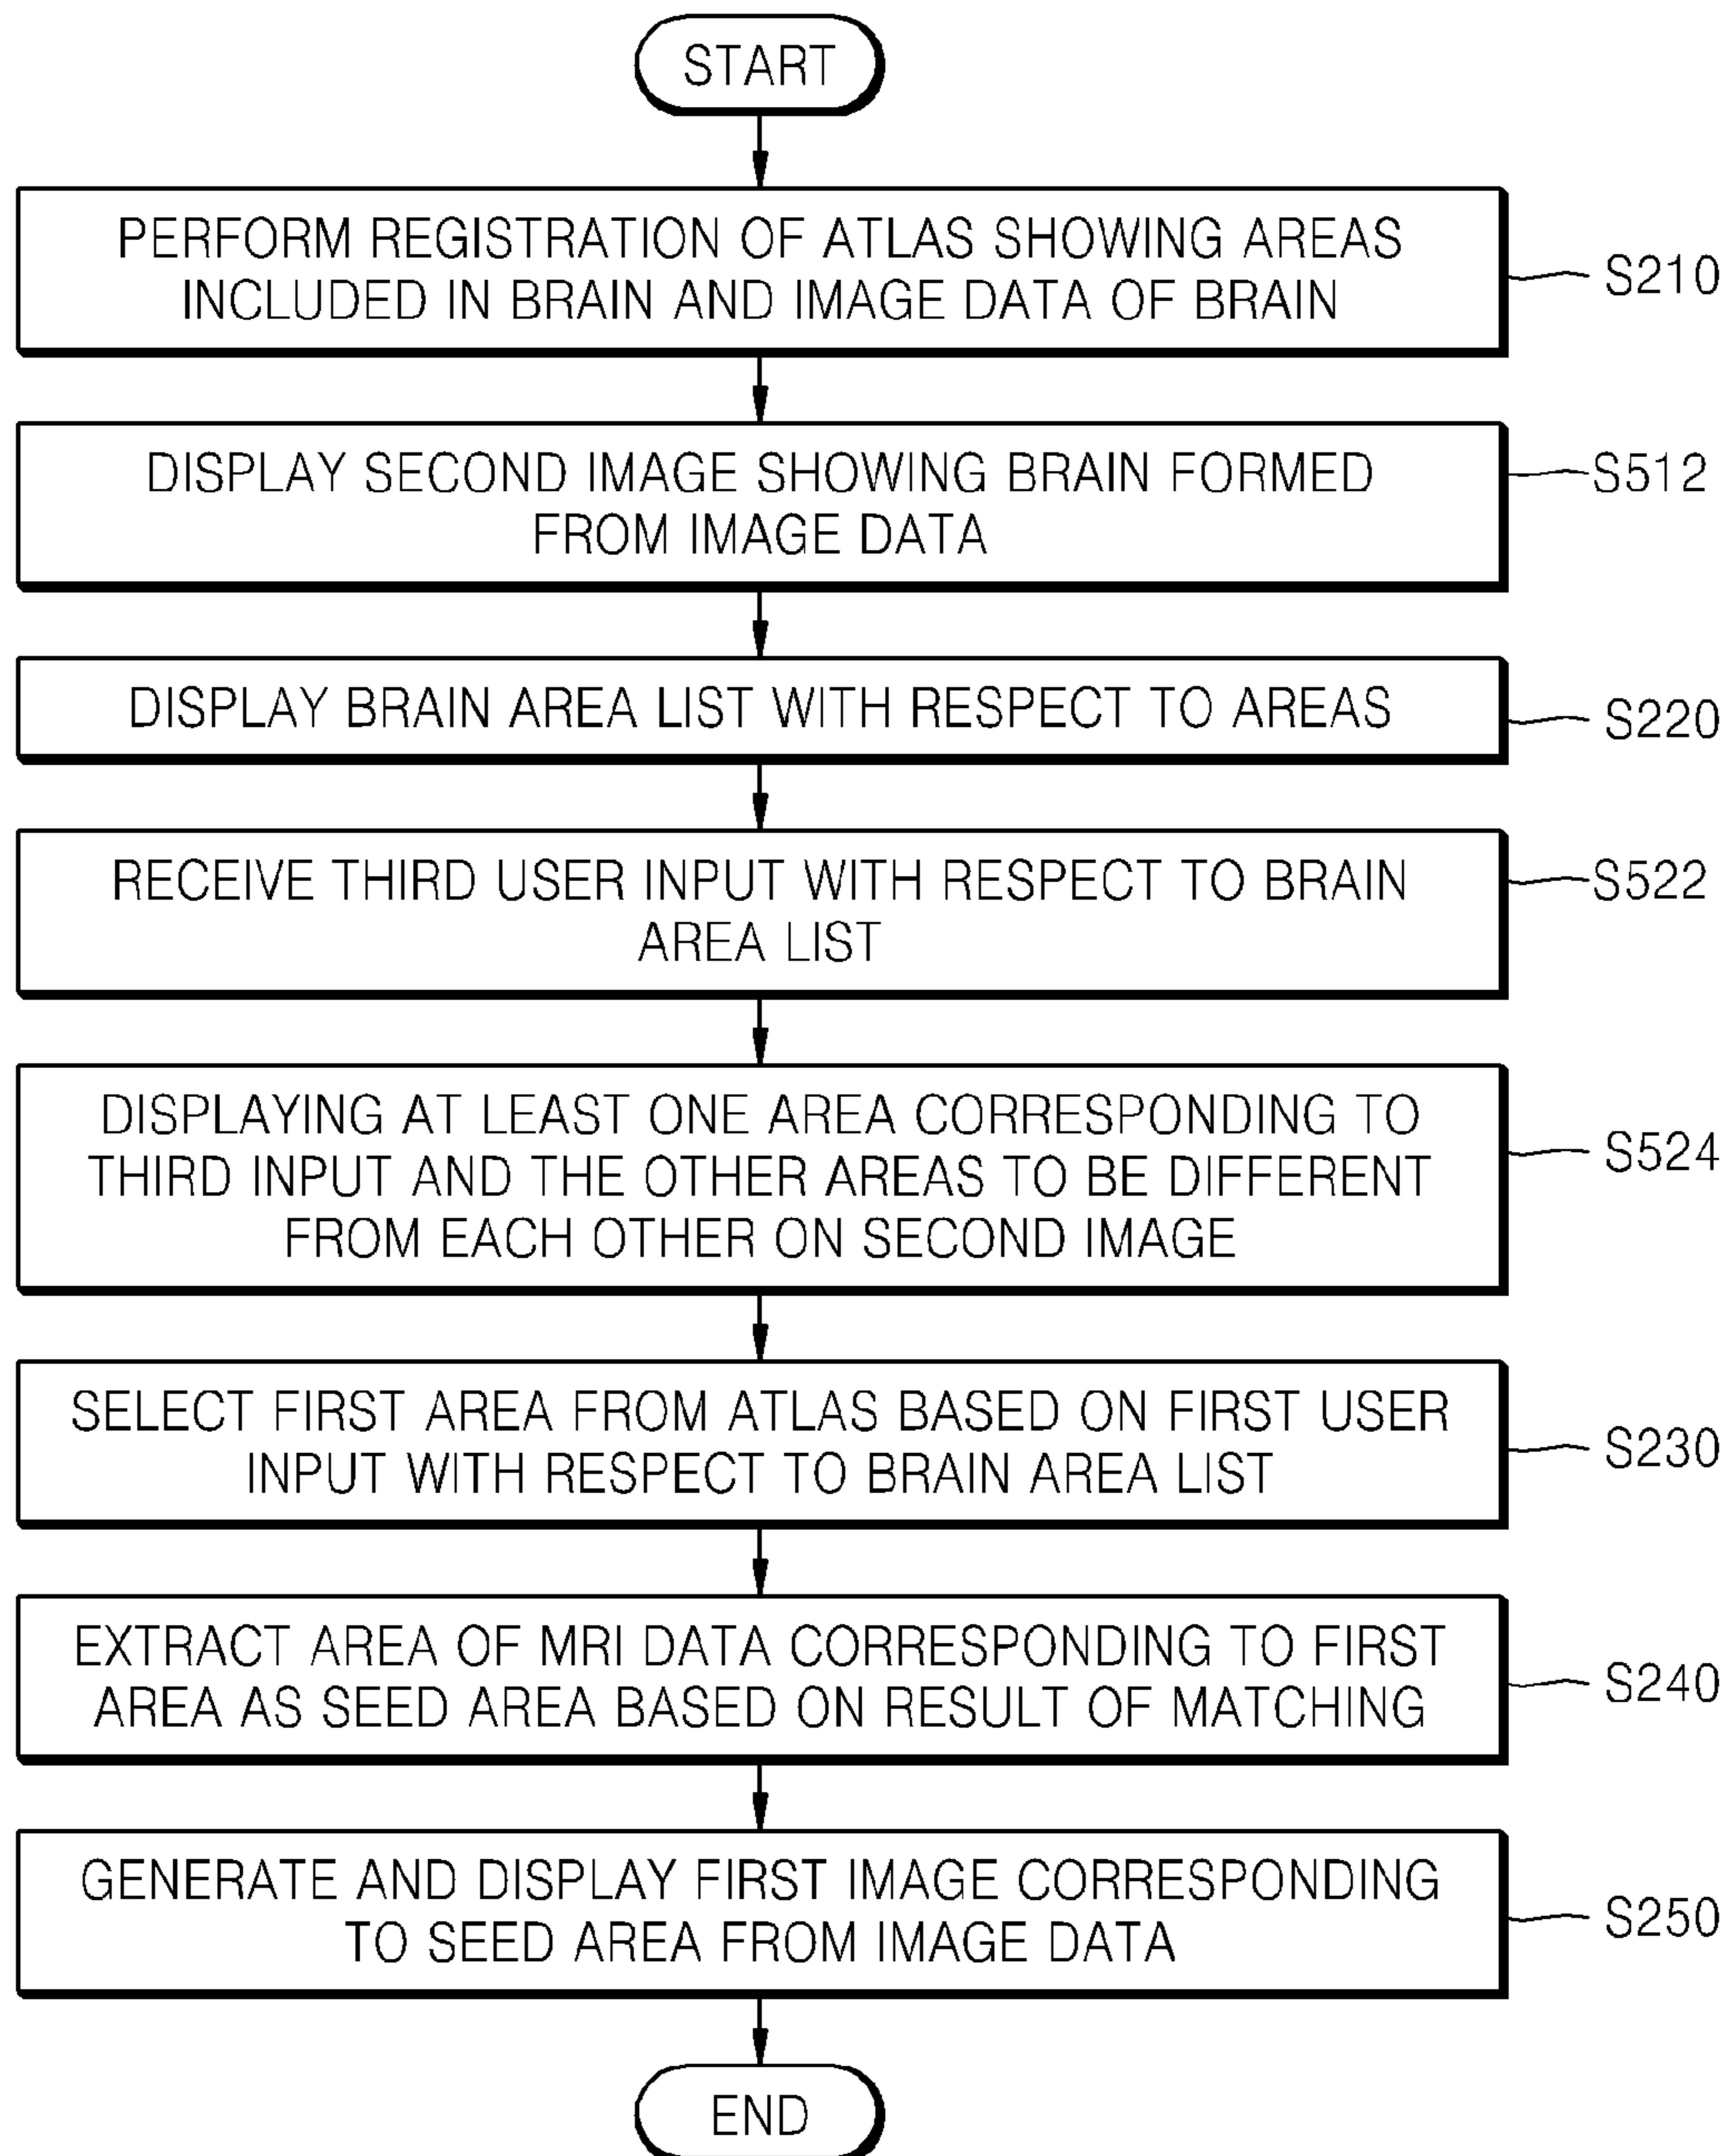 START
PERFORM REGISTRATION OF ATLAS SHOWING AREAS
INCLUDED IN BRAIN AND IMAGE DATA OF BRAIN
S210
DISPLAY SECOND IMAGE SHOWING BRAIN FORMED
FROM IMAGE DATA
S512
DISPLAY BRAIN AREA LIST WITH RESPECT TO AREAS
S220
RECEIVE THIRD USER INPUT WITH RESPECT TO BRAIN
AREA LIST
S522
DISPLAYING AT LEAST ONE AREA CORRESPONDING TO
THIRD INPUT AND THE OTHER AREAS TO BE DIFFERENT
FROM EACH OTHER ON SECOND IMAGE
S524
SELECT FIRST AREA FROM ATLAS BASED ON FIRST USER
INPUT WITH RESPECT TO BRAIN AREA LIST
S230
EXTRACT AREA OF MRI DATA CORRESPONDING TO FIRST
AREA AS SEED AREA BASED ON RESULT OF MATCHING
S240
GENERATE AND DISPLAY FIRST IMAGE CORRESPONDING
TO SEED AREA FROM IMAGE DATA
S250
END